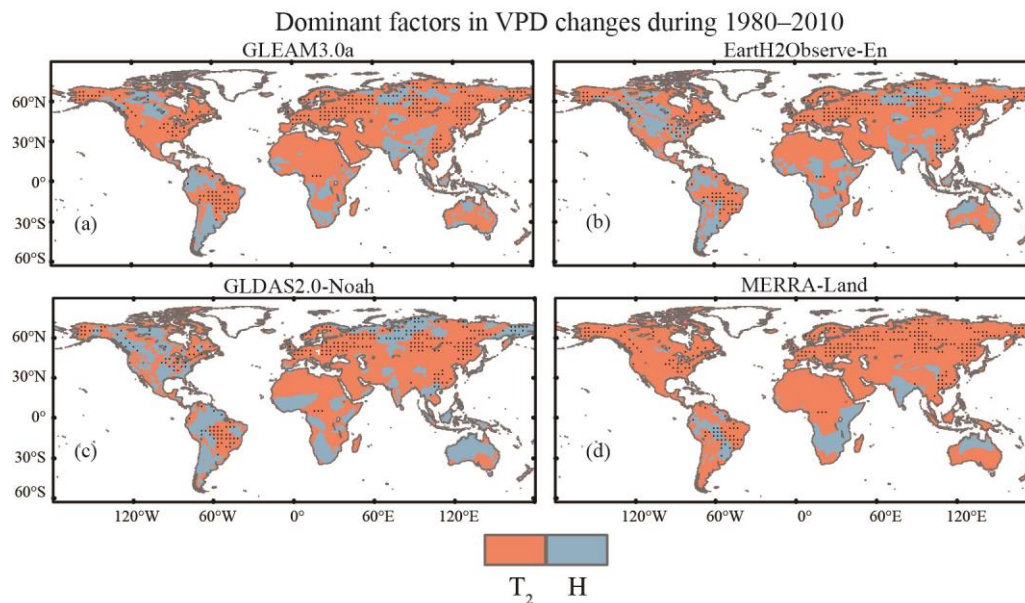 Dominant factors in VPD changes during 1980–2010
GLEAM3.0a
EartH2Observe-En
60°N
30°N
0°
30°S
60°S
(a)
(b)
GLDAS2.0-Noah
MERRA-Land
60°N
30°N
0°
30°S
60°S
(c)
(d)
120°W 60°W 0° 60°E 120°E
120°W 60°W 0° 60°E 120°E
T₂ H